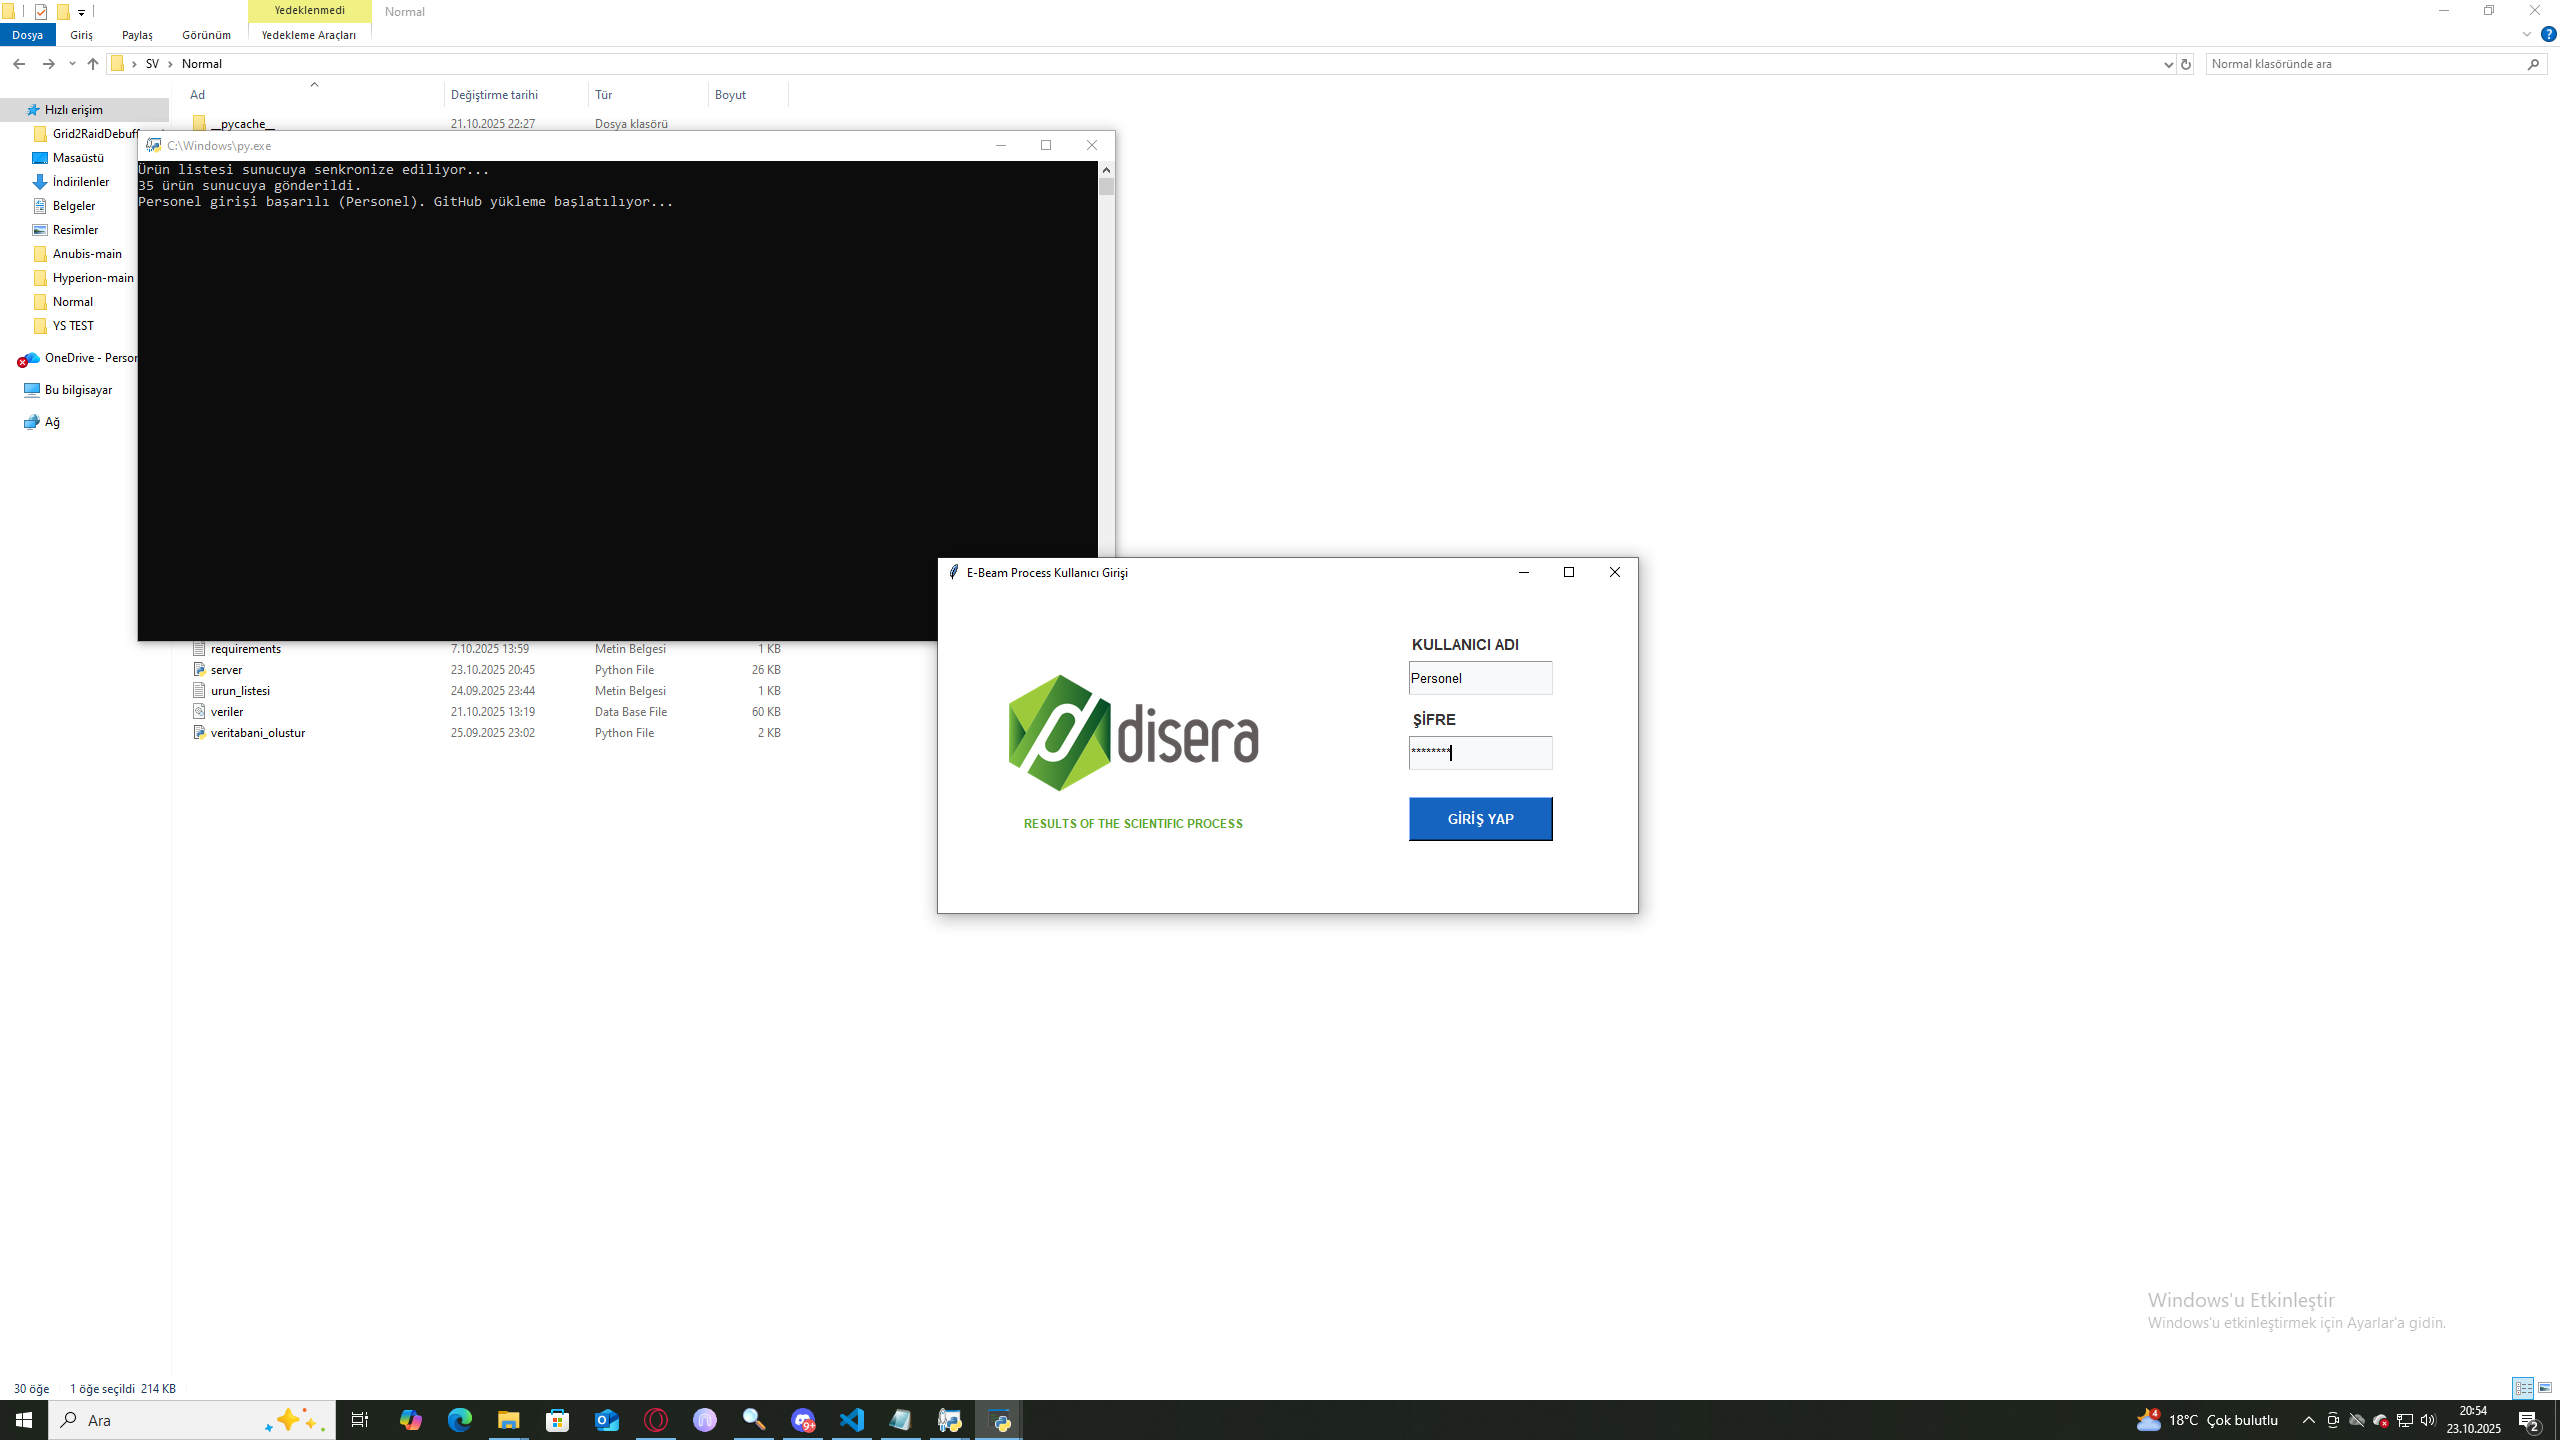 Yedeklenmedi
Normal
Dosya
Giriş
Paylaş
Görünüm
Yedekleme Araçları
SV
Normal
Normal klasöründe ara
Ad
Değiştirme tarihi
Tür
Boyut
Hızlı erişim
__pycache__
21.10.2025 22:27
Dosya klasörü
Grid2RaidDebuff
Masaüstü
İndirilenler
Belgeler
Resimler
Anubis-main
Hyperion-main
Normal
YS TEST
OneDrive - Person
Bu bilgisayar
Ağ
C:\Windows\py.exe
Ürün listesi sunucuya senkronize ediliyor...
35 ürün sunucuya gönderildi.
Personel girişi başarılı (Personel). GitHub yükleme başlatılıyor...
requirements
7.10.2025 13:59
Metin Belgesi
1 KB
server
23.10.2025 20:45
Python File
26 KB
urun_listesi
24.09.2025 23:44
Metin Belgesi
1 KB
veriler
21.10.2025 13:19
Data Base File
60 KB
veritabani_olustur
25.09.2025 23:02
Python File
2 KB
E-Beam Process Kullanıcı Girişi
disera
RESULTS OF THE SCIENTIFIC PROCESS
KULLANICI ADI
Personel
ŞİFRE
********
GİRİŞ YAP
Windows'u Etkinleştir
Windows'u etkinleştirmek için Ayarlar'a gidin.
30 öğe
1 öğe seçildi 214 KB
Ara
9+
4
18°C Çok bulutlu
20:54
23.10.2025
2